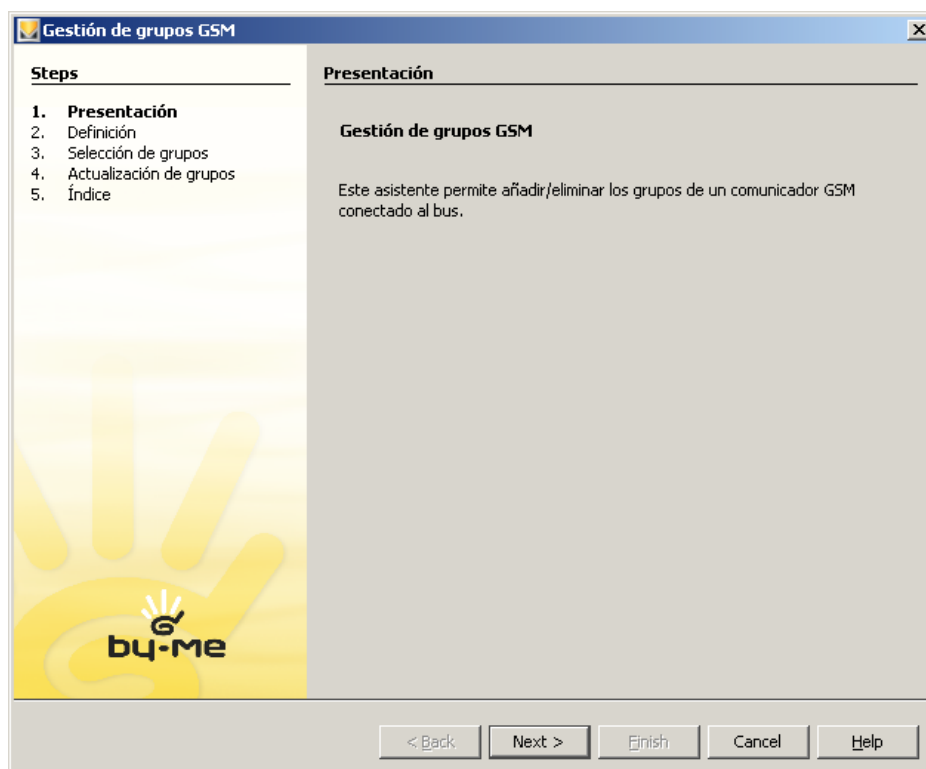 Gestión de grupos GSM
Steps
1. Presentación
2. Definición
3. Selección de grupos
4. Actualización de grupos
5. Índice
by-me
Presentación
Gestión de grupos GSM
Este asistente permite añadir/eliminar los grupos de un comunicador GSM
conectado al bus.
< Back
Next >
Finish
Cancel
Help